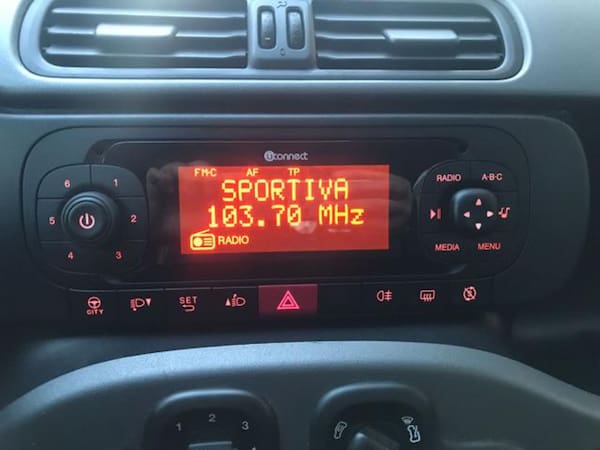 uconnect
FM-C AF TP
SPORTIVA
103.70 MHz
RADIO
6 1
5 2
4 3
RADIO A-B-C
MEDIA MENU
CITY
SET
1 2 3